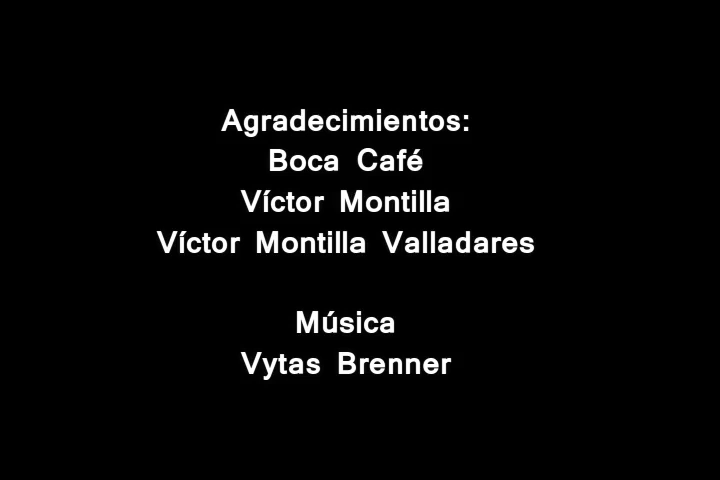 Agradecimientos:
Boca Café
Víctor Montilla
Víctor Montilla Valladares
Música
Vytas Brenner